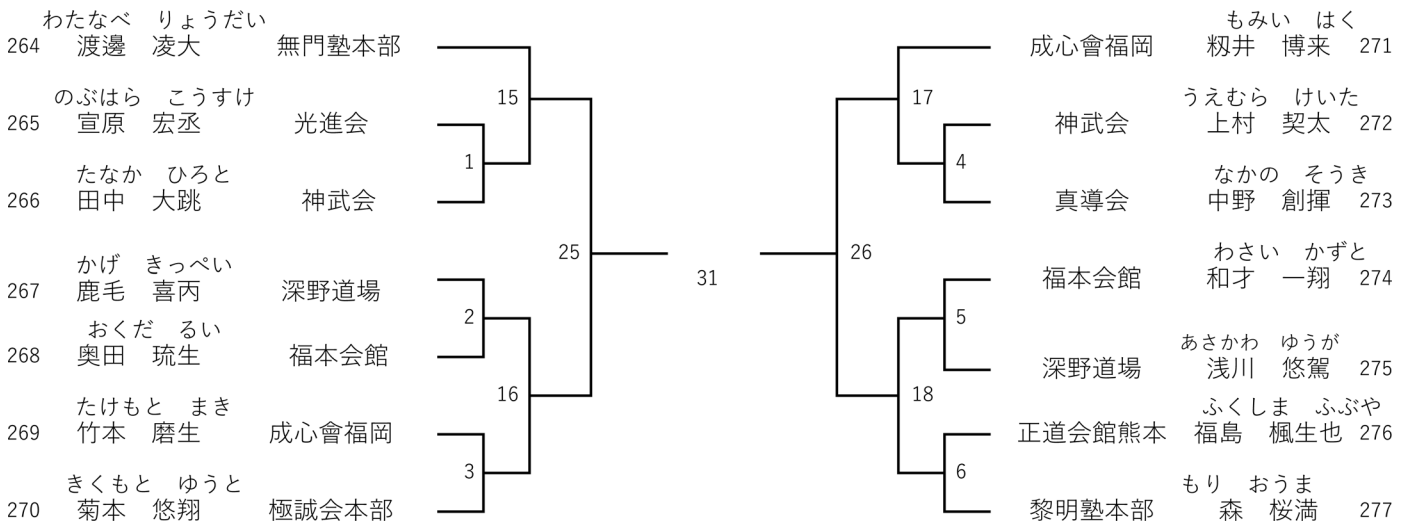 わたなべ　りょうだい
264　渡邊　凌大　無門塾本部
のぶはら　こうすけ
265　宣原　宏丞　光進会
たなか　ひろと
266　田中　大跳　神武会
かげ　きっぺい
267　鹿毛　喜丙　深野道場
おくだ　るい
268　奥田　琉生　福本会館
たけもと　まき
269　竹本　磨生　成心會福岡
きくもと　ゆうと
270　菊本　悠翔　極誠会本部
15
1
25
2
16
3
31
17
4
26
5
18
6
もみい　はく
成心會福岡　籾井　博来　271
うえむら　けいた
神武会　上村　契太　272
なかの　そうき
真導会　中野　創揮　273
わさい　かずと
福本会館　和才　一翔　274
あさかわ　ゆうが
深野道場　浅川　悠駕　275
ふくしま　ふぶや
正道会館熊本　福島　楓生也　276
もり　おうま
黎明塾本部　森　桜満　277